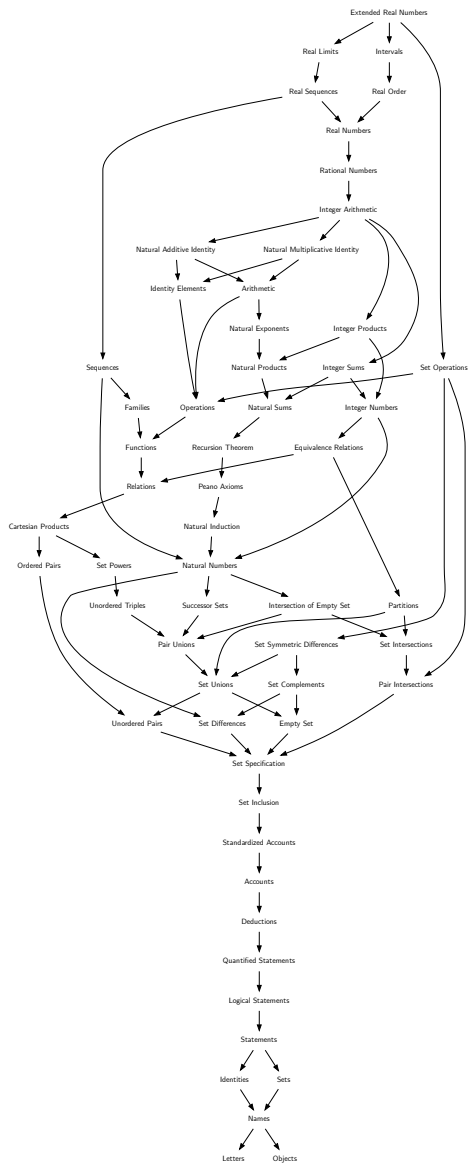 Extended Real Numbers
Real Limits
Intervals
Real Sequences
Real Order
Real Numbers
Rational Numbers
Integer Arithmetic
Natural Additive Identity
Natural Multiplicative Identity
Identity Elements
Arithmetic
Natural Exponents
Integer Products
Sequences
Natural Products
Integer Sums
Set Operations
Families
Operations
Natural Sums
Integer Numbers
Functions
Recursion Theorem
Equivalence Relations
Relations
Peano Axioms
Cartesian Products
Natural Induction
Ordered Pairs
Set Powers
Natural Numbers
Unordered Triples
Successor Sets
Intersection of Empty Set
Partitions
Pair Unions
Set Symmetric Differences
Set Intersections
Set Unions
Set Complements
Pair Intersections
Unordered Pairs
Set Differences
Empty Set
Set Specification
Set Inclusion
Standardized Accounts
Accounts
Deductions
Quantified Statements
Logical Statements
Statements
Identities
Sets
Names
Letters
Objects